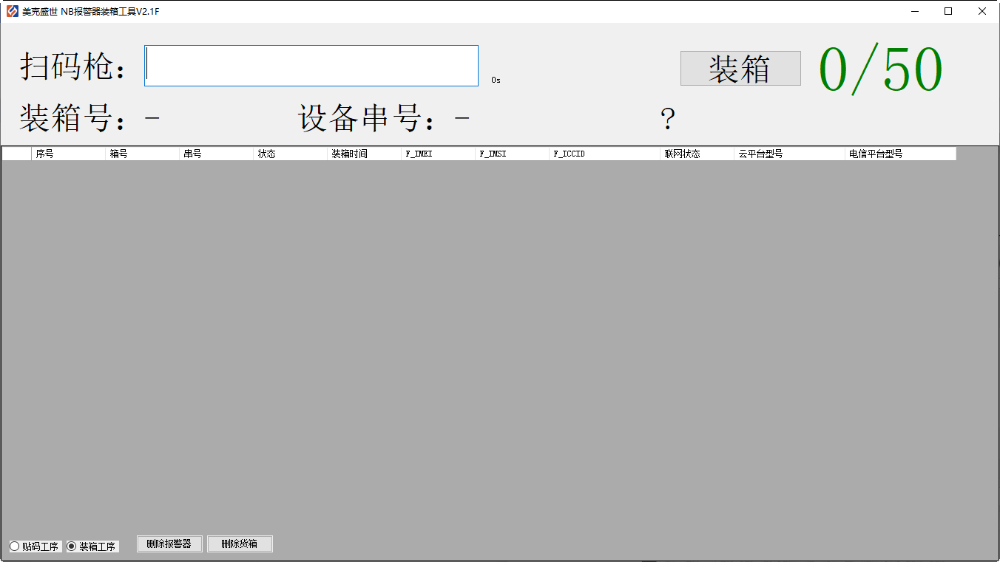 美克盛世 NB报警器装箱工具V2.1F
扫码枪： 0s 装箱 0/50
装箱号：- 设备串号：- ?
序号 箱号 串号 状态 装箱时间 F_IMEI F_IMSI F_ICCID 联网状态 云平台型号 电信平台型号
贴码工序 装箱工序 删除报警器 删除货箱